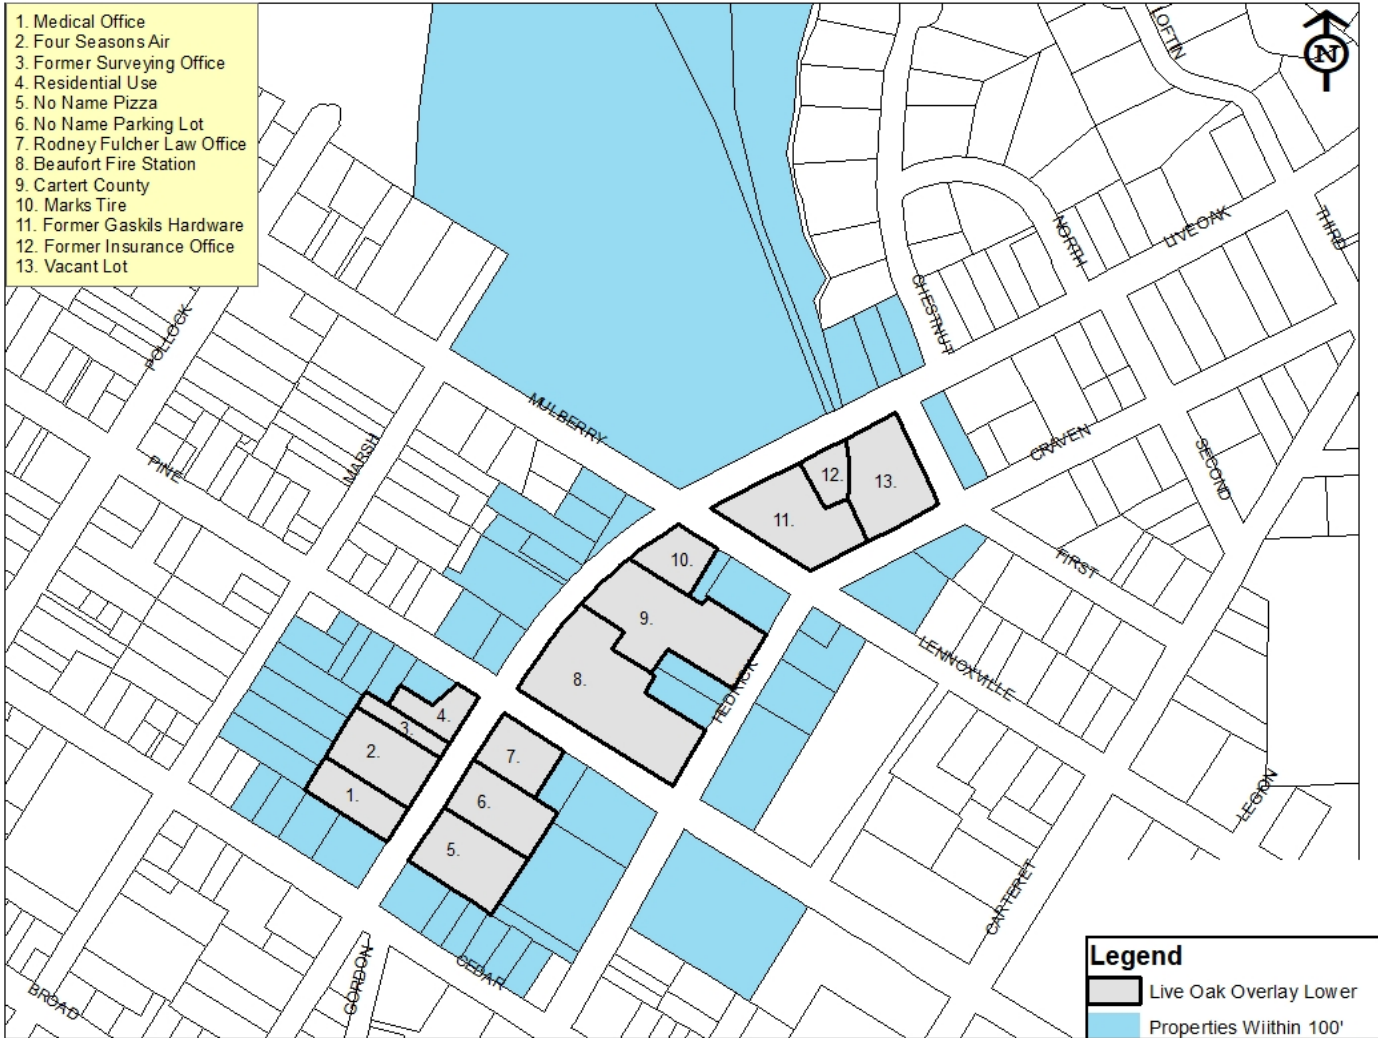 1. Medical Office
2. Four Seasons Air
3. Former Surveying Office
4. Residential Use
5. No Name Pizza
6. No Name Parking Lot
7. Rodney Fulcher Law Office
8. Beaufort Fire Station
9. Cartert County
10. Marks Tire
11. Former Gaskils Hardware
12. Former Insurance Office
13. Vacant Lot
N
LOFTIN
THIRD
NORTH
LIVE OAK
CHESTNUT
POLLOCK
MULBERRY
MARSH
PINE
CRAVEN
SECOND
12.
13.
11.
10.
FIRST
9.
LENNOXVILLE
8.
HEDRICK
4.
3.
2.
7.
1.
6.
5.
LEGION
CARTERET
CEDAR
GORDON
BROAD
Legend
Live Oak Overlay Lower
Properties Wiithin 100'